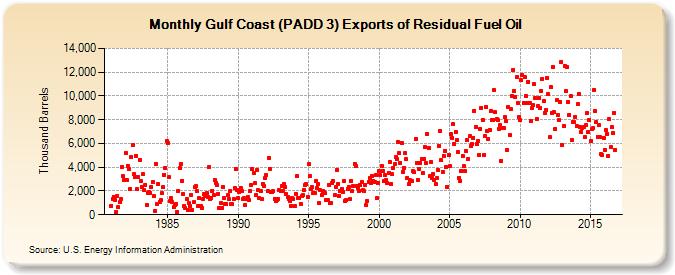 Monthly Gulf Coast (PADD 3) Exports of Residual Fuel Oil
Thousand Barrels
14,000
12,000
10,000
8,000
6,000
4,000
2,000
0
1985 1990 1995 2000 2005 2010 2015
Source: U.S. Energy Information Administration